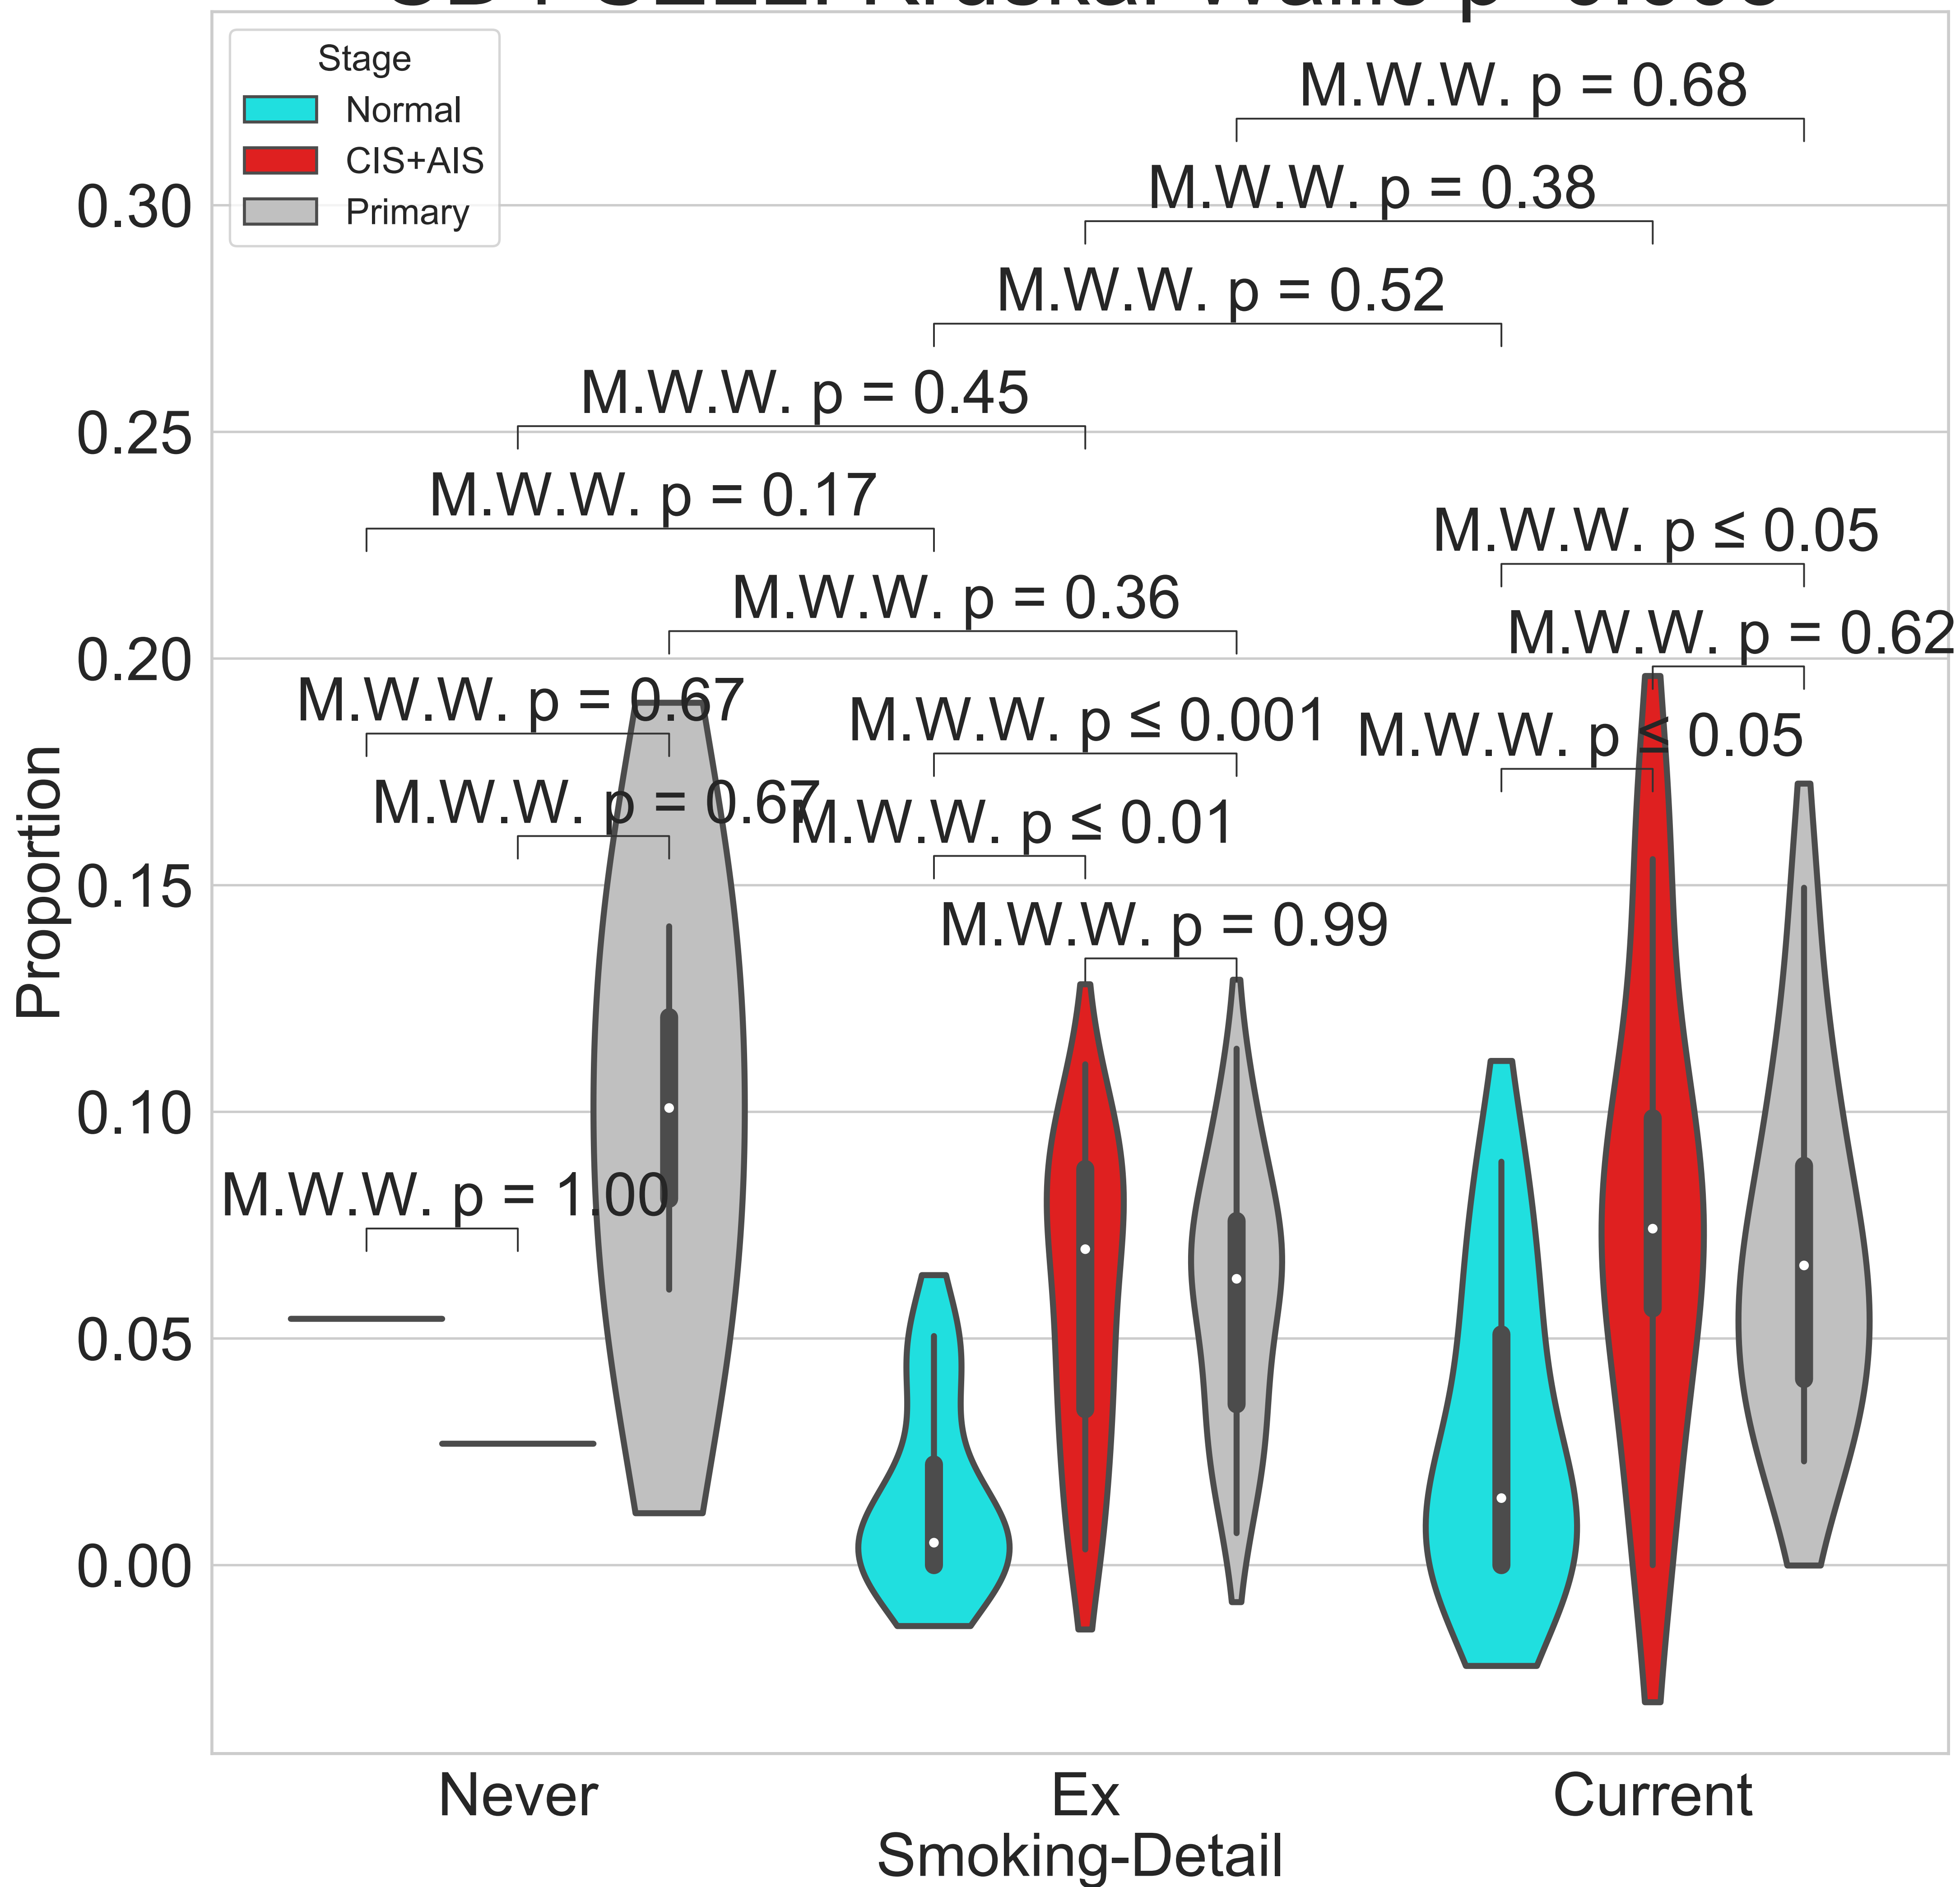 Stage
Normal
CIS+AIS
Primary
M.W.W. p = 0.68
M.W.W. p = 0.38
M.W.W. p = 0.52
M.W.W. p = 0.45
M.W.W. p = 0.17
M.W.W. p ≤ 0.05
M.W.W. p = 0.36
M.W.W. p = 0.62
M.W.W. p = 0.67
M.W.W. p ≤ 0.001
M.W.W. p ≤ 0.05
M.W.W. p = 0.67
M.W.W. p ≤ 0.01
M.W.W. p = 0.99
M.W.W. p = 1.00
0.30
0.25
0.20
0.15
0.10
0.05
0.00
Proportion
Never
Ex
Current
Smoking-Detail